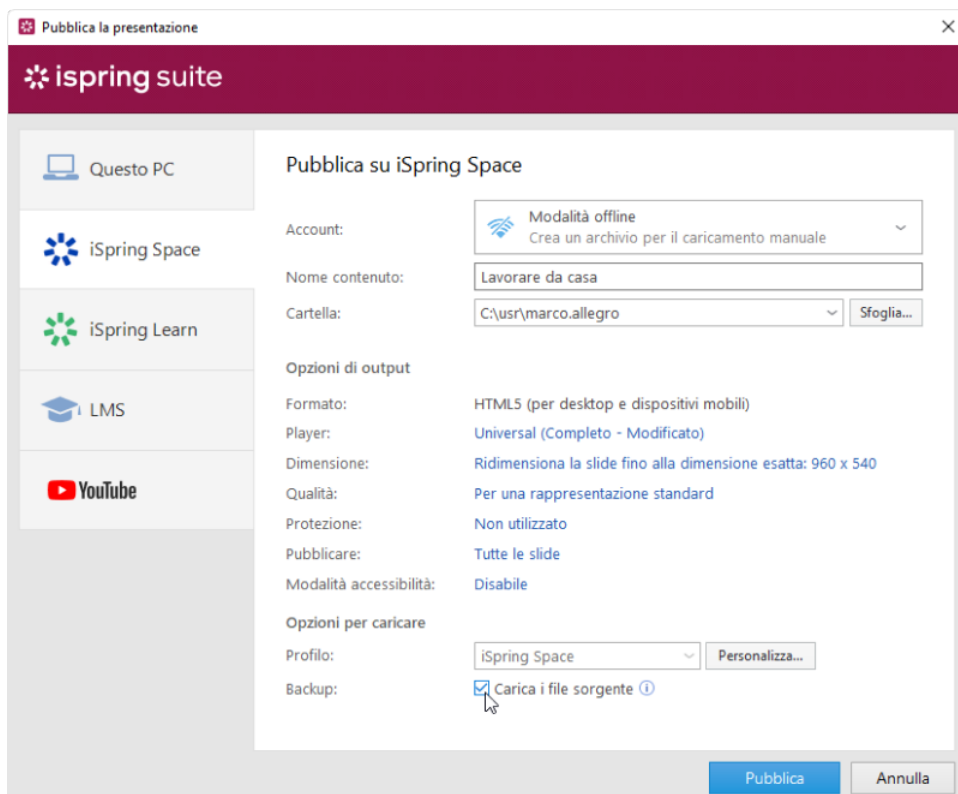 Pubblica la presentazione
ispring suite
Questo PC
iSpring Space
iSpring Learn
LMS
YouTube
Pubblica su iSpring Space
Account:
Modalità offline
Crea un archivio per il caricamento manuale
Nome contenuto:
Lavorare da casa
Cartella:
C:\usr\marco.allegro
Sfoglia...
Opzioni di output
Formato:
HTML5 (per desktop e dispositivi mobili)
Player:
Universal (Completo - Modificato)
Dimensione:
Ridimensiona la slide fino alla dimensione esatta: 960 x 540
Qualità:
Per una rappresentazione standard
Protezione:
Non utilizzato
Pubblicare:
Tutte le slide
Modalità accessibilità:
Disabile
Opzioni per caricare
Profilo:
iSpring Space
Personalizza...
Backup:
Carica i file sorgente
Pubblica
Annulla